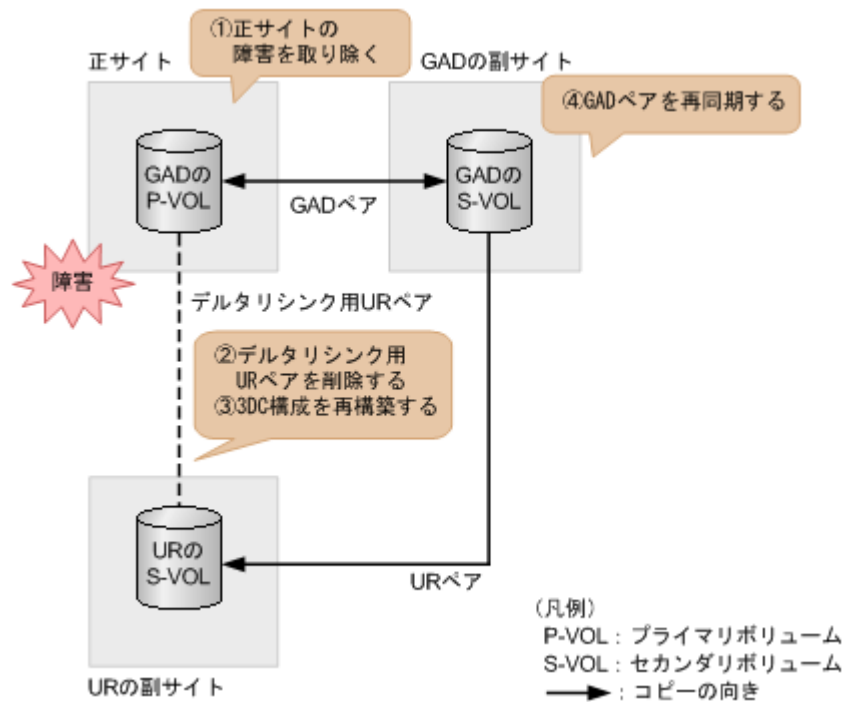 ①正サイトの
障害を取り除く
正サイト
GADの副サイト
④GADペアを再同期する
GADの
P-VOL
GADの
S-VOL
GADペア
障害
デルタリシンク用URペア
②デルタリシンク用
URペアを削除する
③3DC構成を再構築する
URの
S-VOL
URペア
URの副サイト
(凡例)
P-VOL:プライマリボリューム
S-VOL:セカンダリボリューム
:コピーの向き